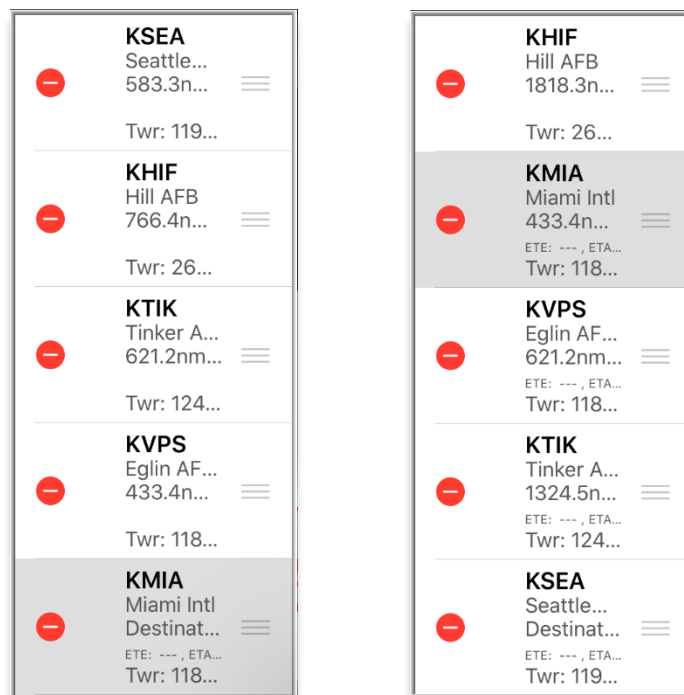 KSEA
Seattle...
583.3n...
Twr: 119...
KHIF
Hill AFB
766.4n...
Twr: 26...
KTIK
Tinker A...
621.2nm...
Twr: 124...
KVPS
Eglin AF...
433.4n...
Twr: 118...
KMIA
Miami Intl
Destinat...
ETE: --- , ETA...
Twr: 118...
KHIF
Hill AFB
1818.3n...
Twr: 26...
KMIA
Miami Intl
433.4n...
ETE: --- , ETA...
Twr: 118...
KVPS
Eglin AF...
621.2nm...
ETE: --- , ETA...
Twr: 118...
KTIK
Tinker A...
1324.5n...
ETE: --- , ETA...
Twr: 124...
KSEA
Seattle...
Destinat...
ETE: --- , ETA...
Twr: 119...